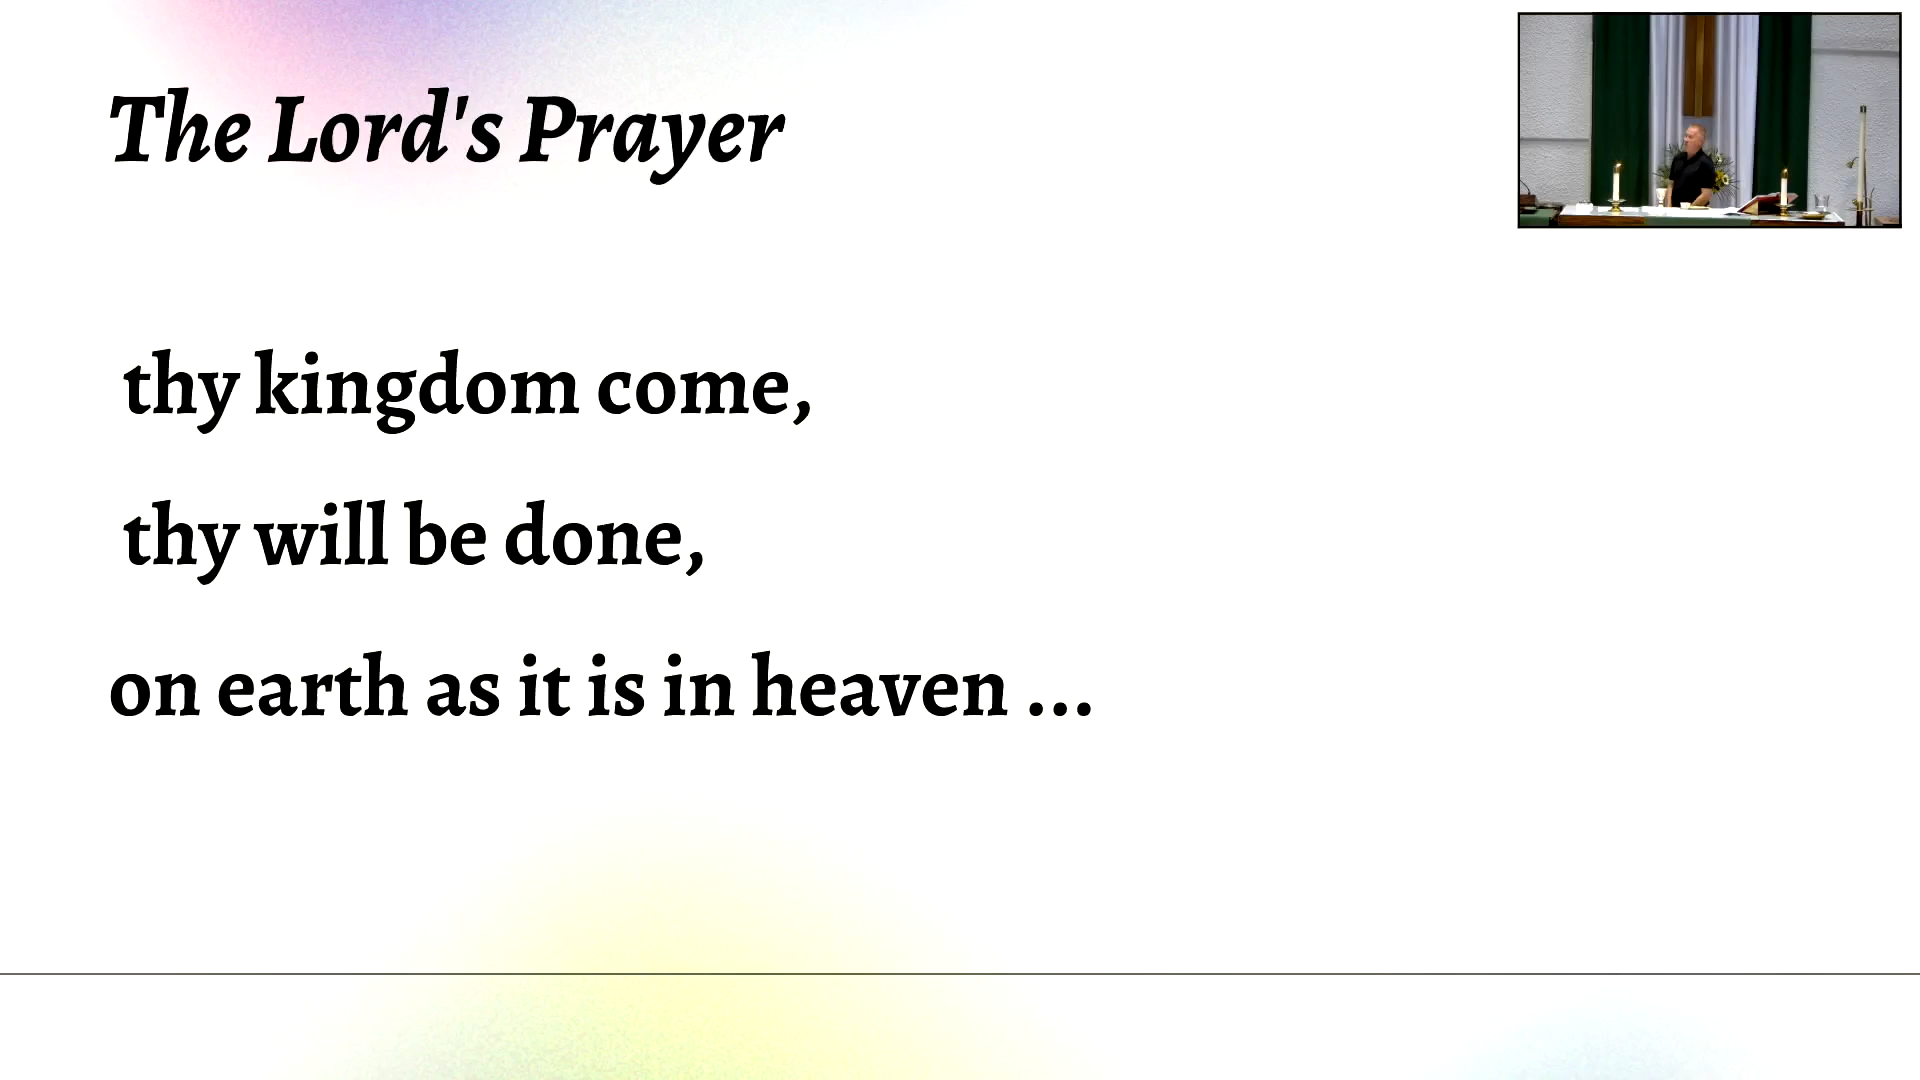 The Lord's Prayer
thy kingdom come,
thy will be done,
on earth as it is in heaven ...